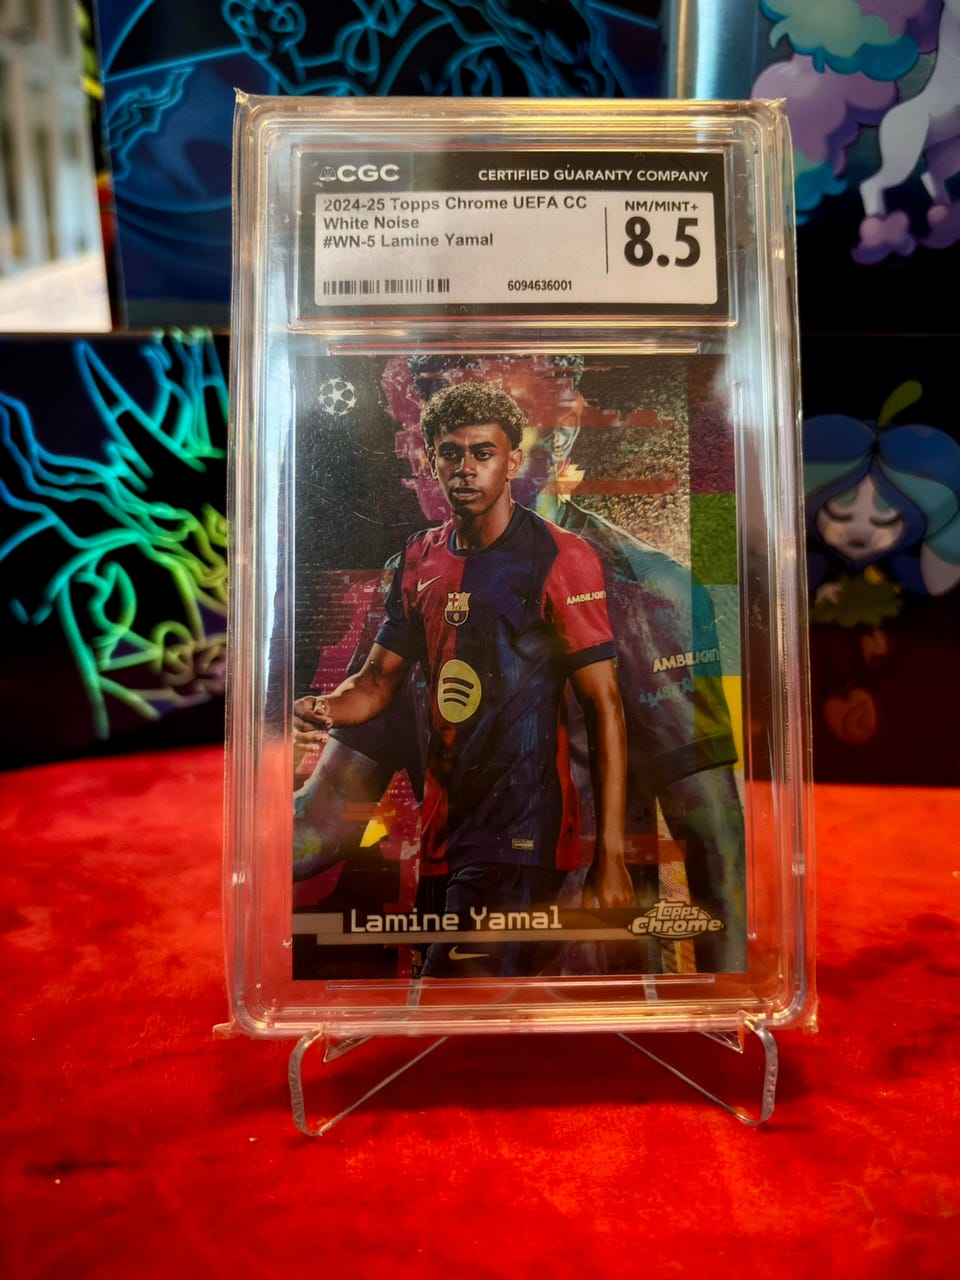 CGC
CERTIFIED GUARANTY COMPANY
2024-25 Topps Chrome UEFA CC
White Noise
#WN-5 Lamine Yamal
NM/MINT+
8.5
6094636001
AMBILIGHT
AMBILIGHT
Lamine Yamal
Topps
Chrome